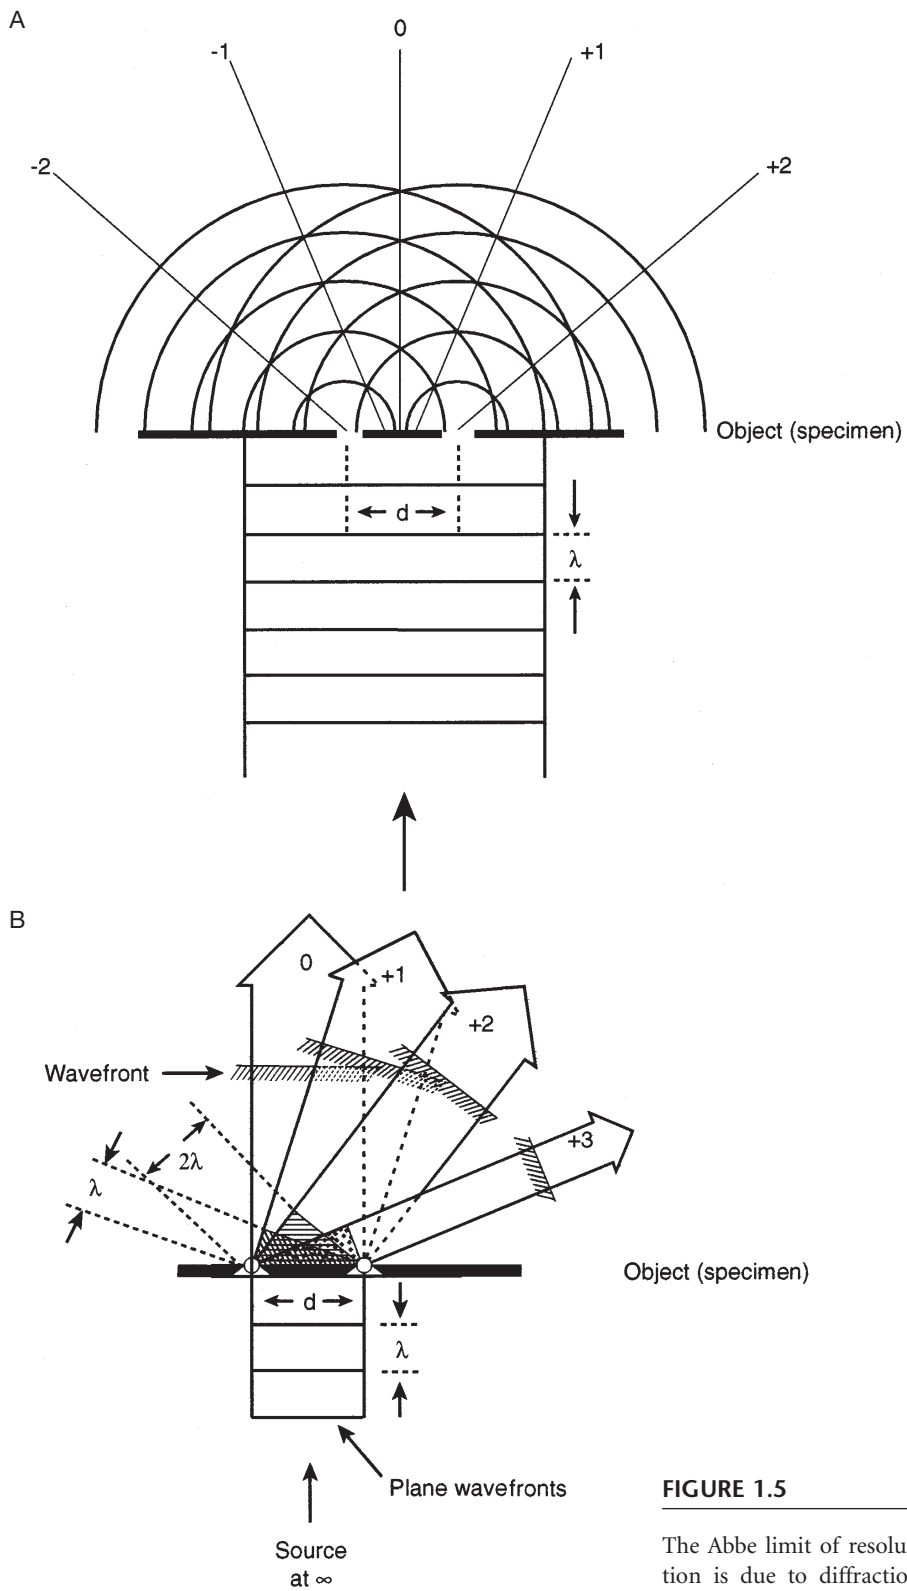 A
0
-1
+1
-2
+2
Object (specimen)
d
λ
B
0
+1
+2
Wavefront
+3
2λ
λ
Object (specimen)
d
λ
Plane wavefronts
Source
at ∞
FIGURE 1.5
The Abbe limit of resolu
tion is due to diffractio